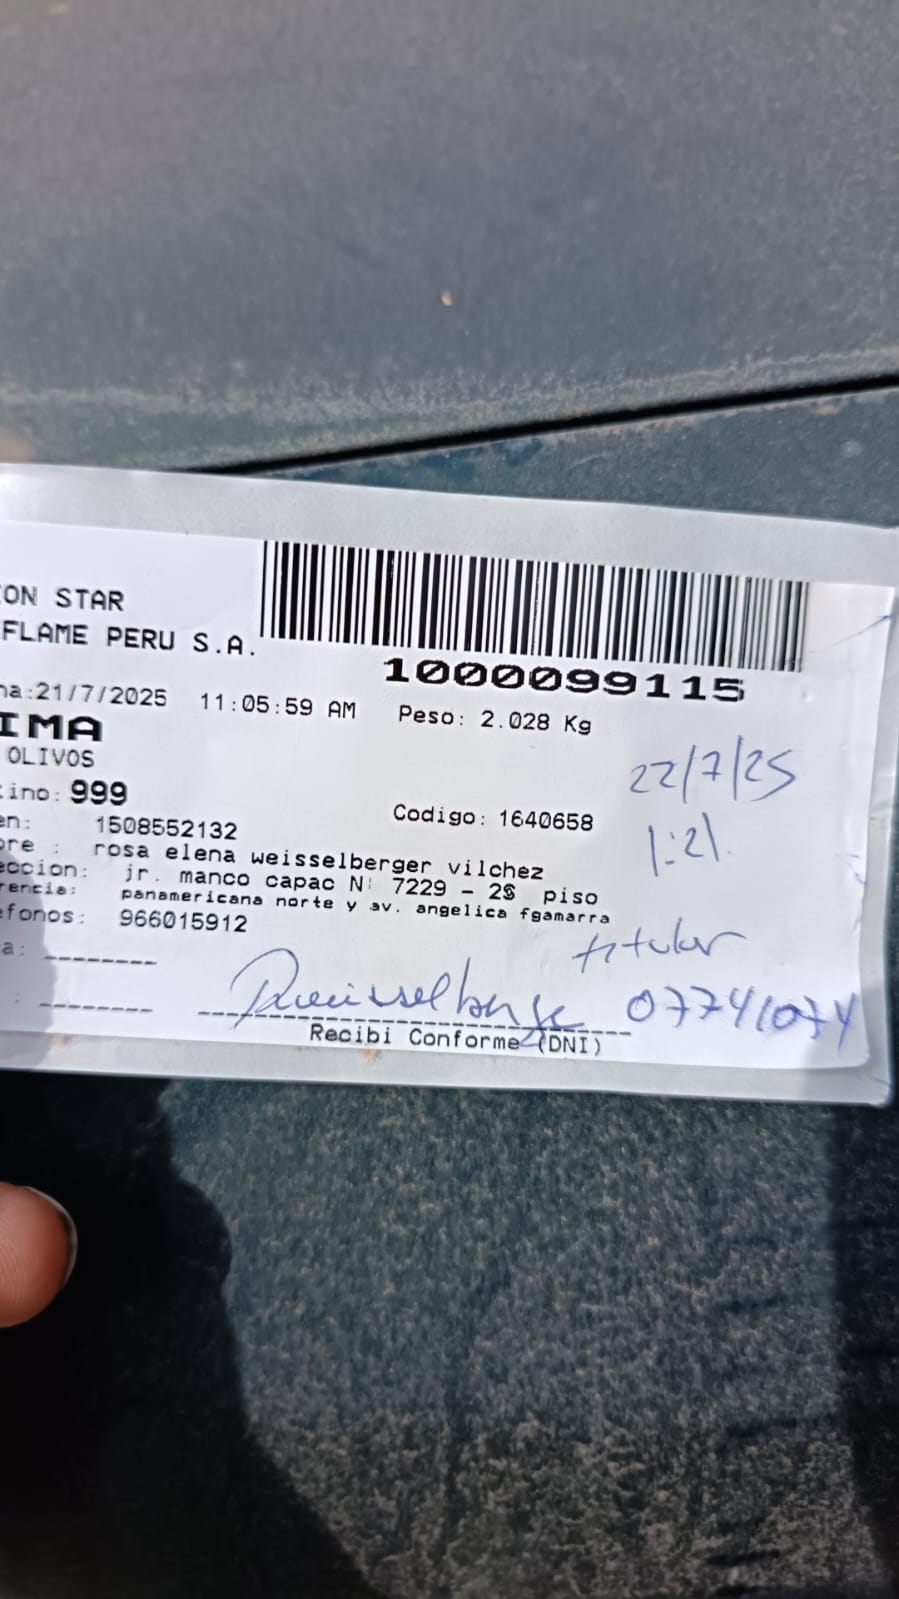 ON STAR
FLAME PERU S.A.
1000099115
na:21/7/2025 11:05:59 AM Peso: 2.028 Kg
IMA
OLIVOS
22/7/25
ino: 999
Codigo: 1640658
1:21
en: 1508552132
bre : rosa elena weisselberger vilchez
eccion: jr. manco capac N: 7229 - 2$ piso
rencia: panamericana norte y av. angelica fgamarra
efonos: 966015912
titular
a: --------
: --------
07741074
Recibi Conforme (DNI)